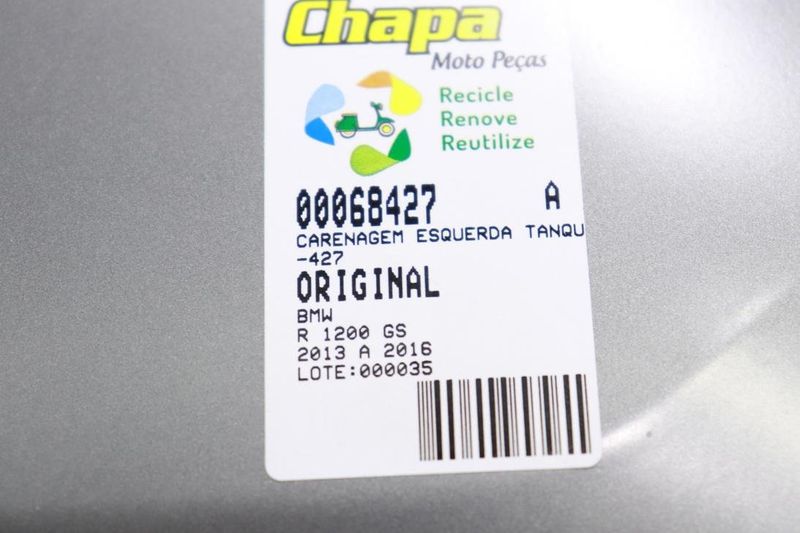 Chapa
Moto Peças
Recicle
Renove
Reutilize
00068427 A
CARENAGEM ESQUERDA TANQU
-427
ORIGINAL
BMW
R 1200 GS
2013 A 2016
LOTE:000035